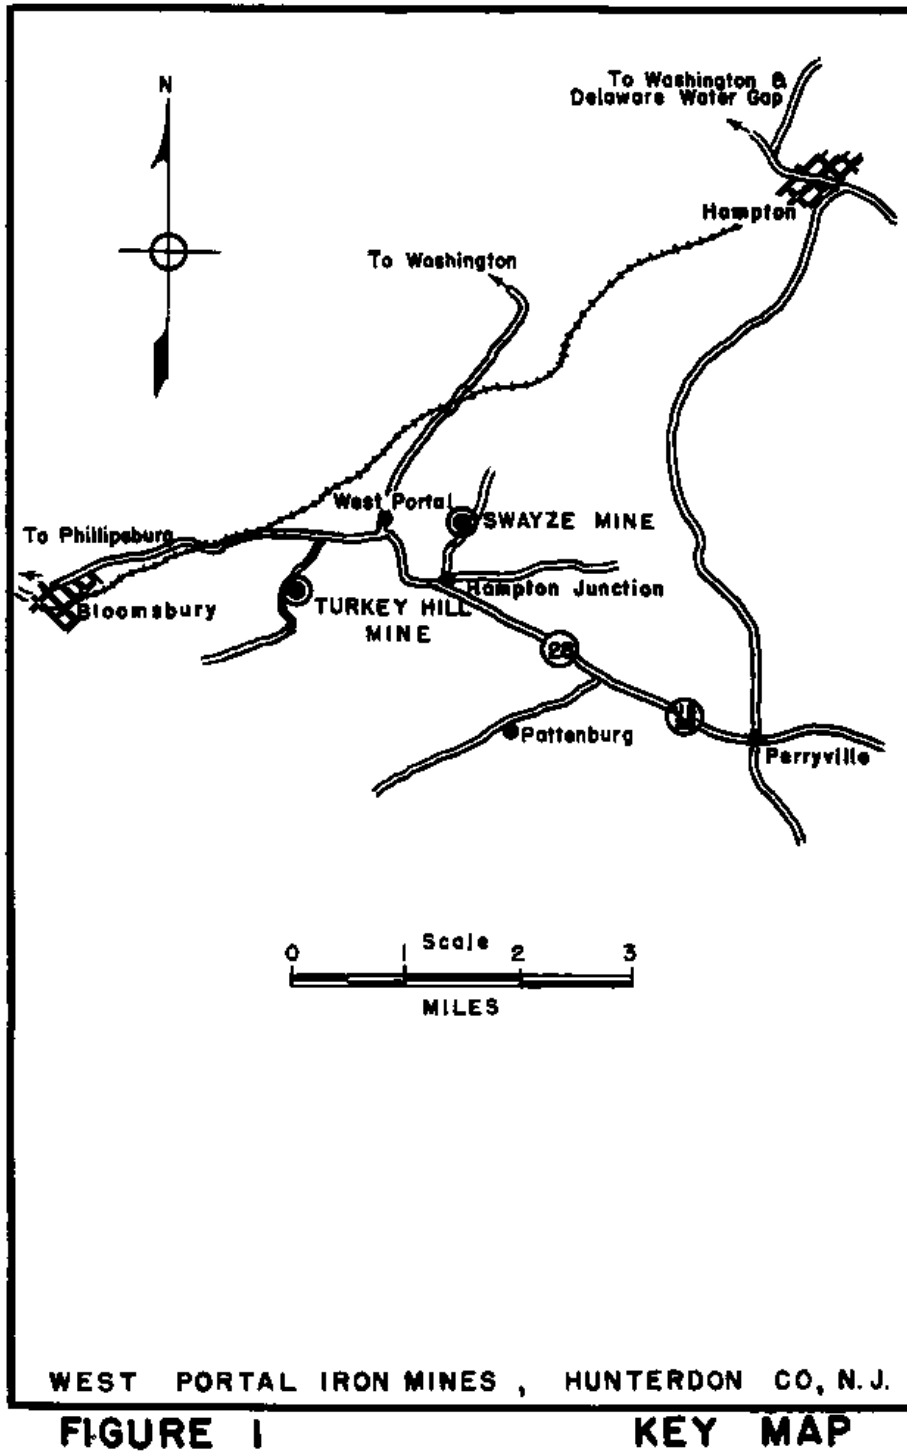 N
To Washington &
Delaware Water Gap
Hampton
To Washington
West Portal
SWAYZE MINE
To Phillipsburg
Hampton Junction
Bloomsbury
TURKEY HILL
MINE
Pattenburg
Perryville
Scale
0 1 2 3
MILES
WEST PORTAL IRON MINES , HUNTERDON CO, N.J.
FIGURE 1 KEY MAP